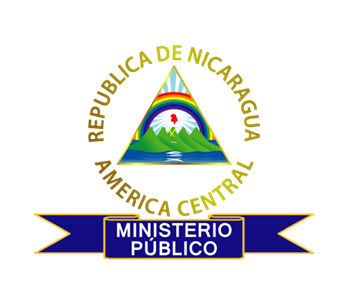 REPUBLICA DE NICARAGUA
AMERICA CENTRAL
MINISTERIO
PÚBLICO